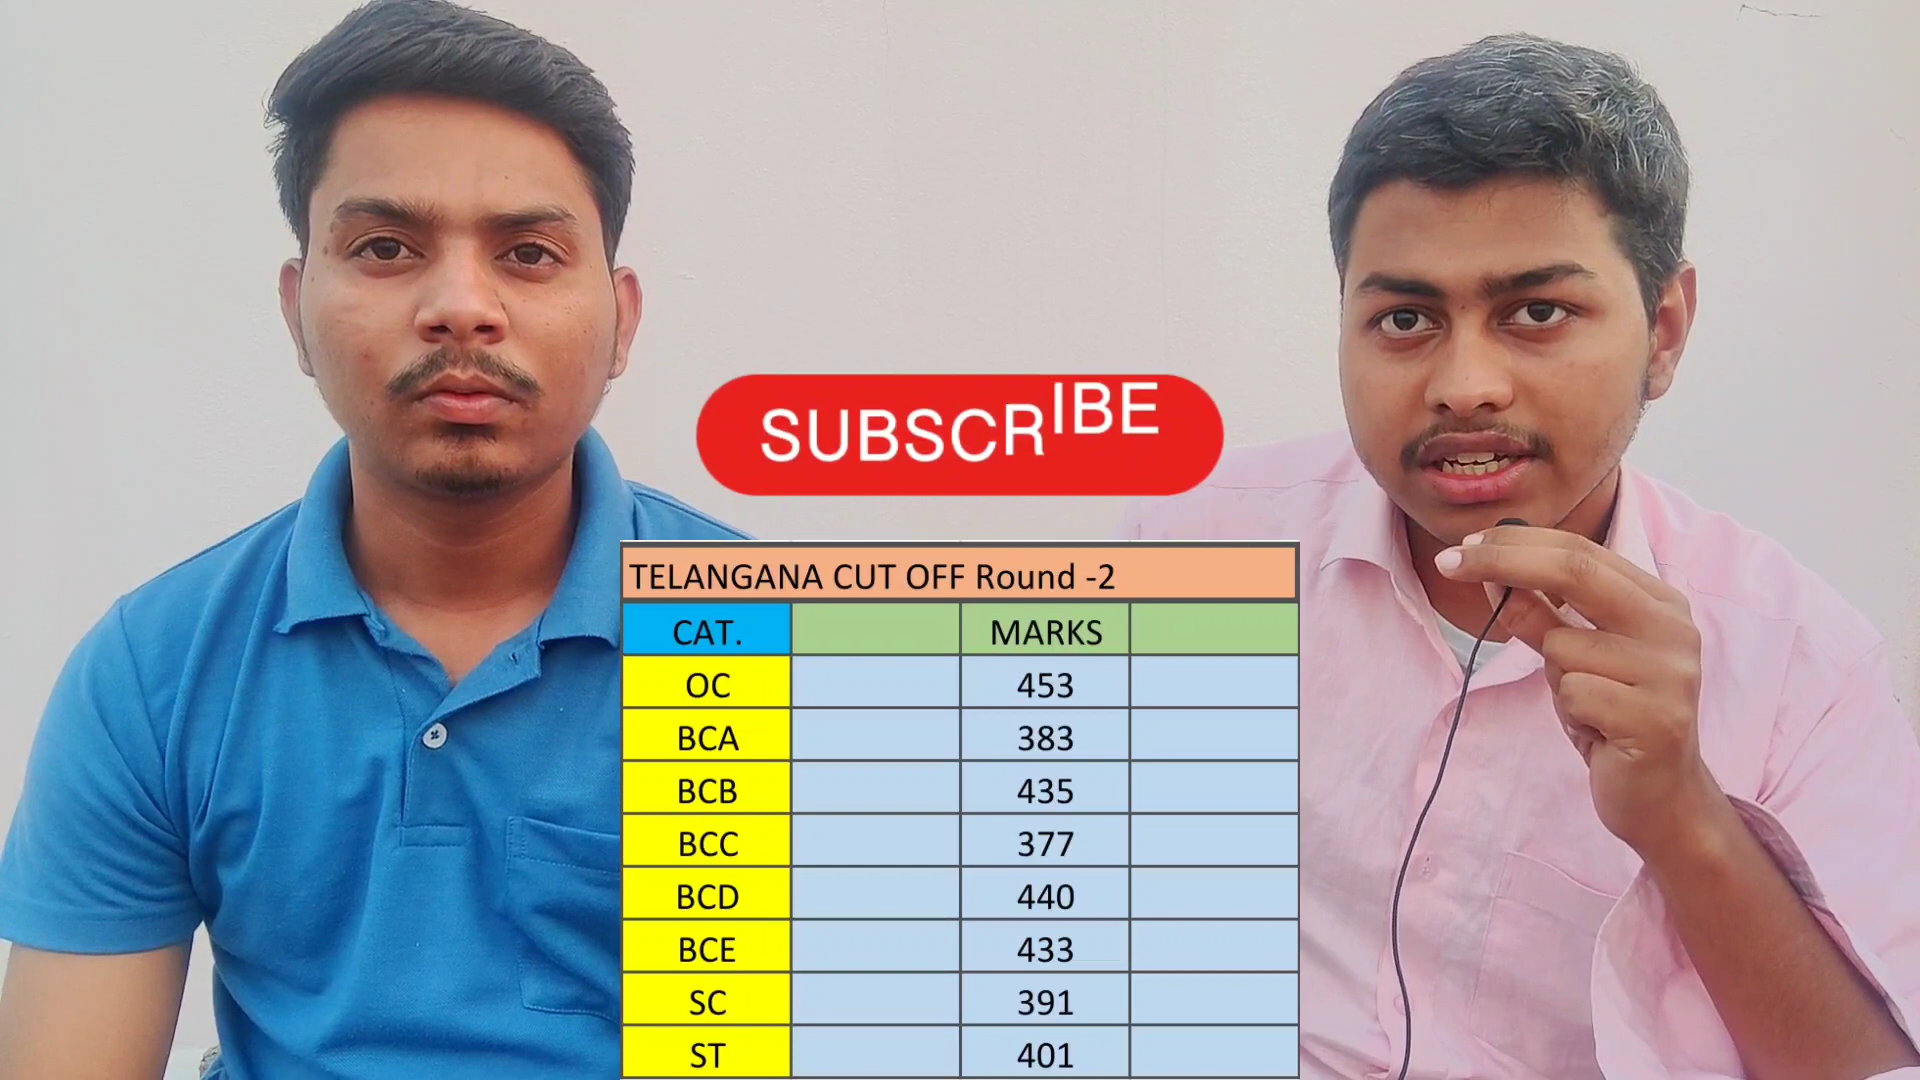 SUBSCRIBE
TELANGANA CUT OFF Round -2
CAT. MARKS
OC 453
BCA 383
BCB 435
BCC 377
BCD 440
BCE 433
SC 391
ST 401